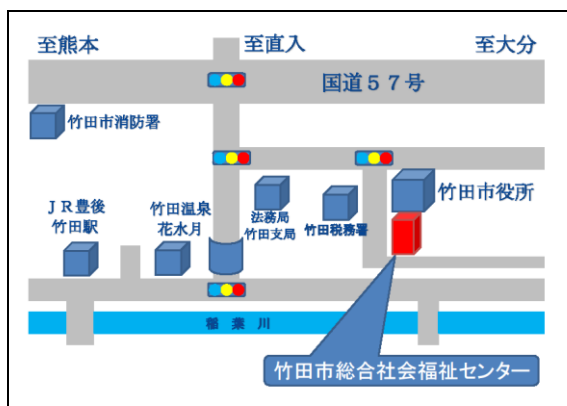 至熊本
至直入
至大分
国道５７号
竹田市消防署
ＪＲ豊後
竹田駅
竹田温泉
花水月
法務局
竹田支局
竹田税務署
竹田市役所
稲葉川
竹田市総合社会福祉センター